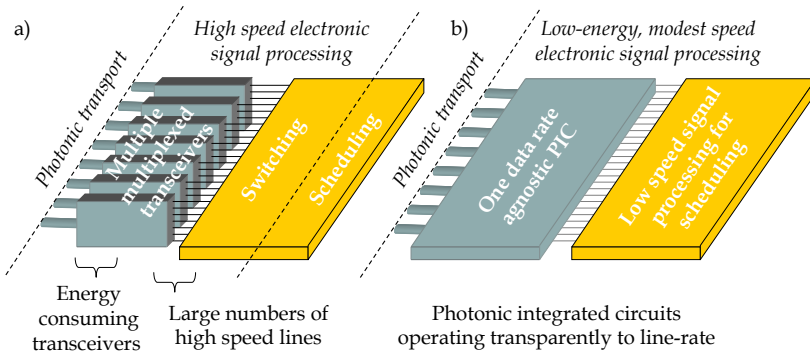 a)
High speed electronic
signal processing
Photonic transport
Multiple
multiplexed
transceivers
Switching
Scheduling
Energy
consuming
transceivers
Large numbers of
high speed lines
b)
Low-energy, modest speed
electronic signal processing
Photonic transport
One data rate
agnostic PIC
Low speed signal
processing for
scheduling
Photonic integrated circuits
operating transparently to line-rate